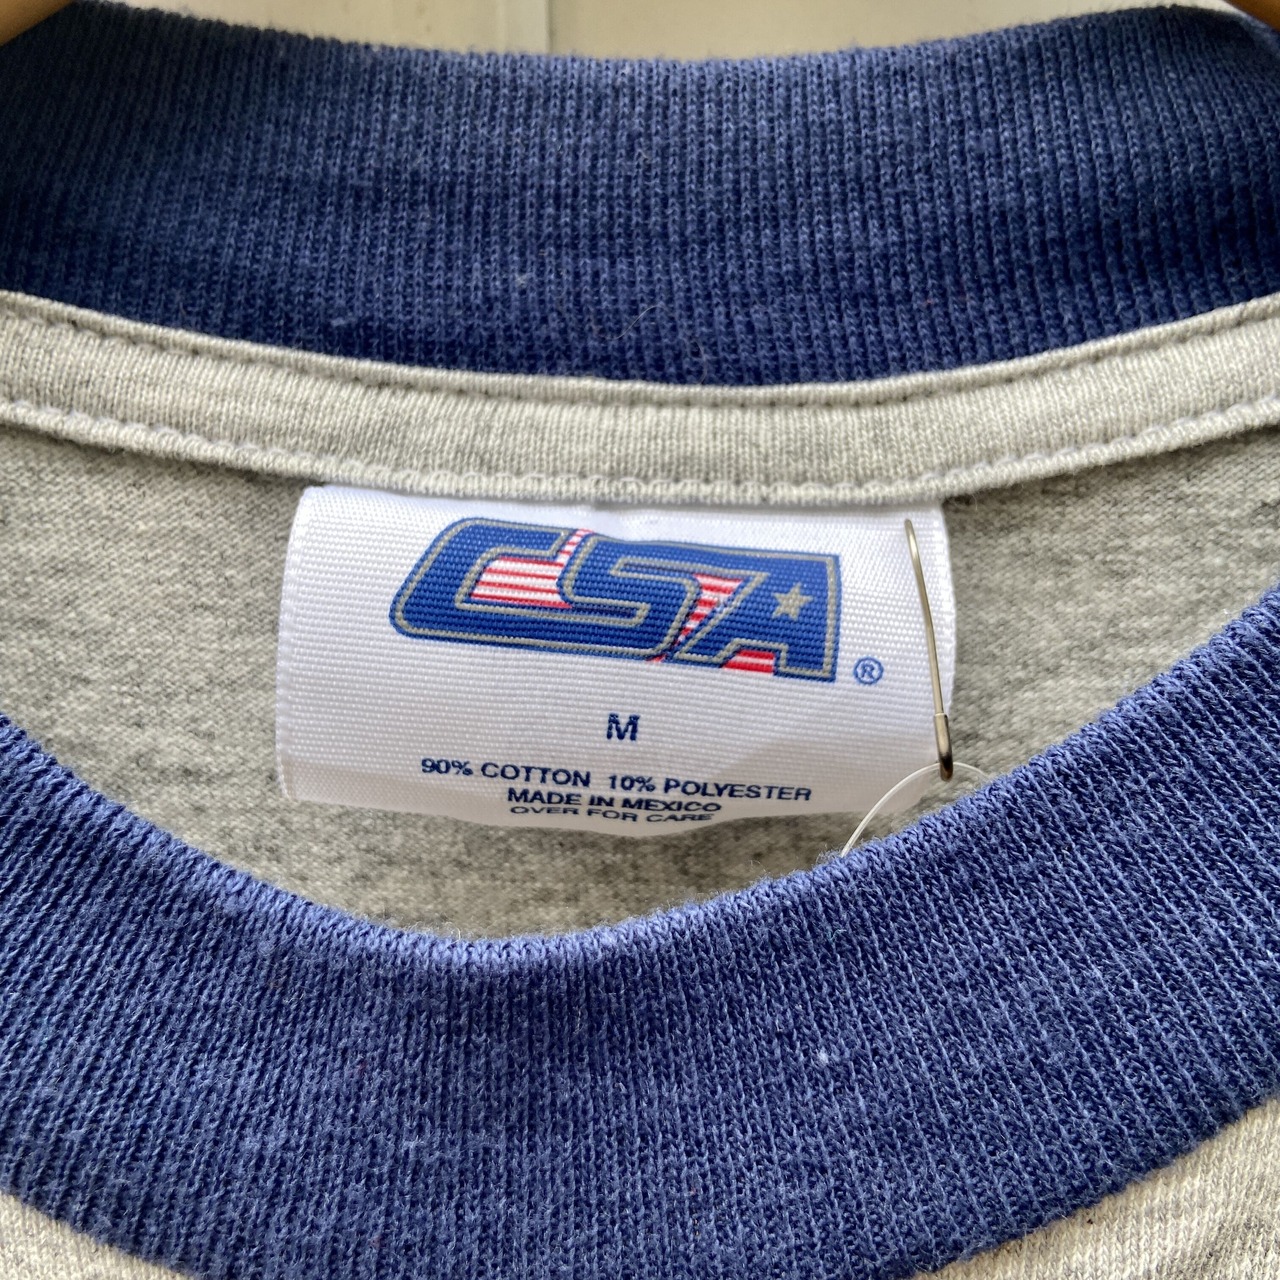 CSA
®
M
90% COTTON 10% POLYESTER
MADE IN MEXICO
OVER FOR CARE